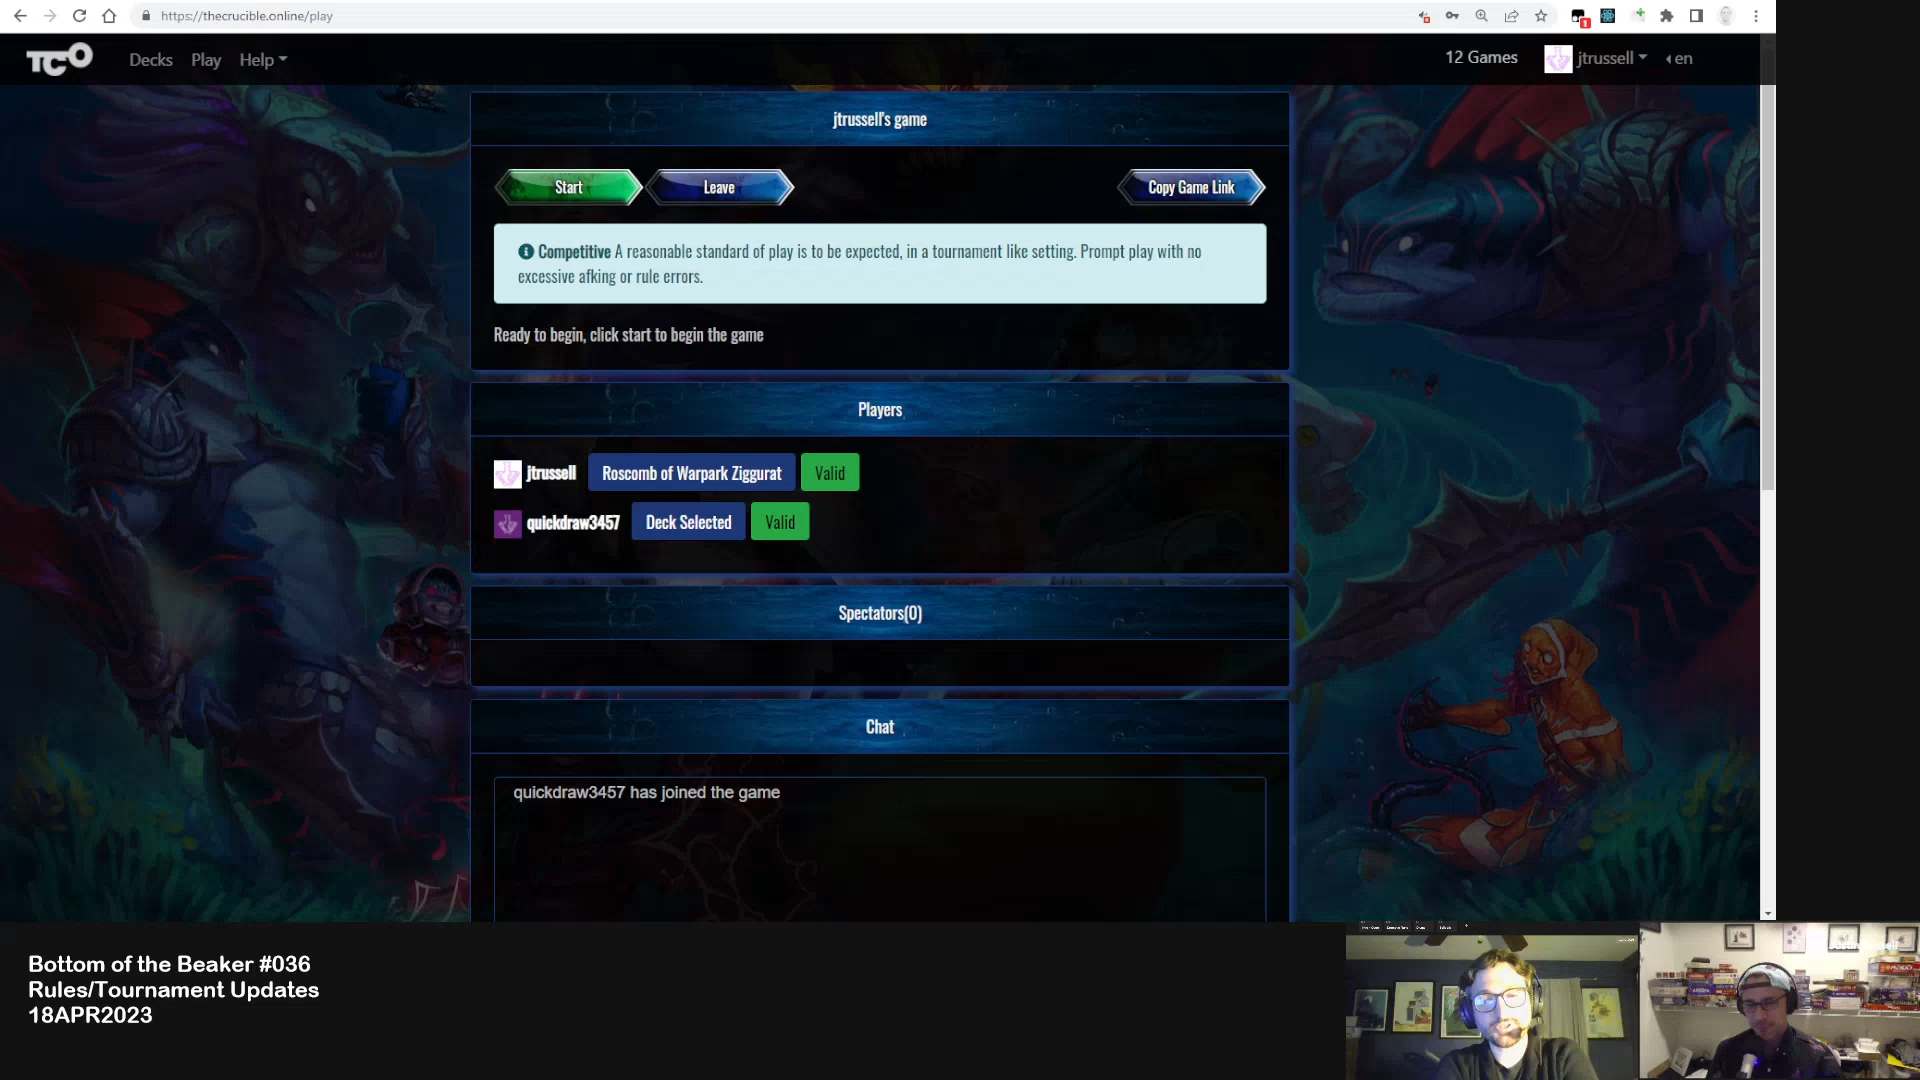 https://thecrucible.online/play
1
TCO
Decks
Play
Help
12 Games
jtrussell
en
jtrussell's game
Start
Leave
Copy Game Link
Competitive A reasonable standard of play is to be expected, in a tournament like setting. Prompt play with no
excessive afking or rule errors.
Ready to begin, click start to begin the game
Players
jtrussell
Roscomb of Warpark Ziggurat
Valid
quickdraw3457
Deck Selected
Valid
Spectators(0)
Chat
quickdraw3457 has joined the game
Bottom of the Beaker #036
Rules/Tournament Updates
18APR2023